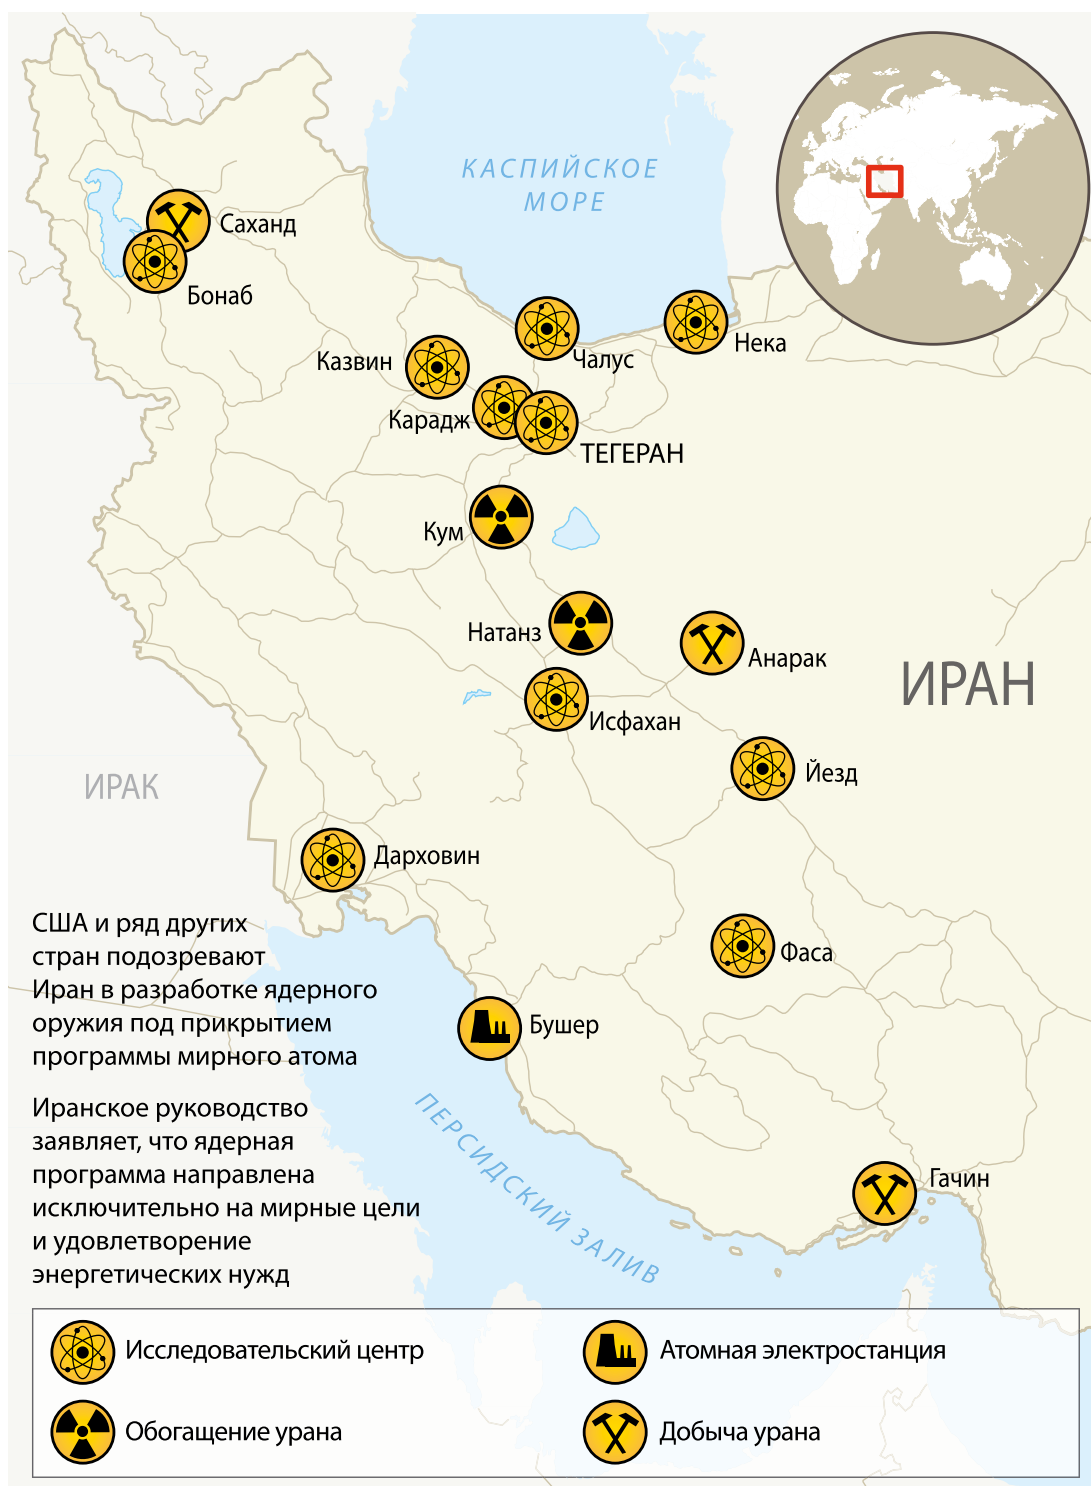 КАСПИЙСКОЕ
МОРЕ
Саханд
Бонаб
Нека
Чалус
Казвин
Карадж
ТЕГЕРАН
Кум
Натанз
Анарак
ИРАН
Исфахан
Йезд
ИРАК
Дарховин
США и ряд других
стран подозревают
Иран в разработке ядерного
оружия под прикрытием
программы мирного атома
Фаса
Бушер
Иранское руководство
заявляет, что ядерная
программа направлена
исключительно на мирные цели
и удовлетворение
энергетических нужд
ПЕРСИДСКИЙ ЗАЛИВ
Гачин
Исследовательский центр
Атомная электростанция
Обогащение урана
Добыча урана